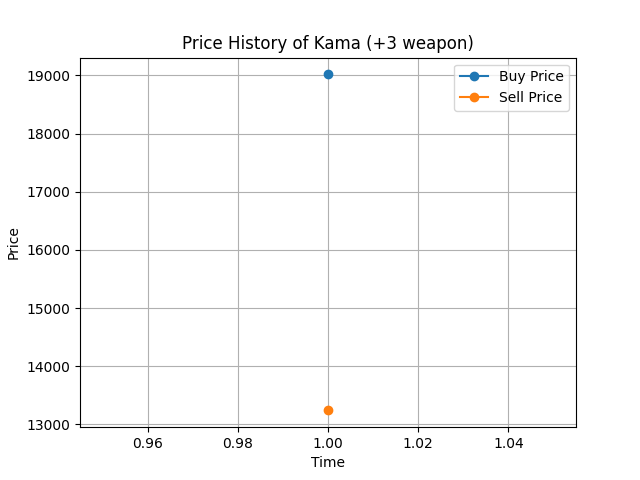 Price History of Kama (+3 weapon)
Buy Price
Sell Price
19000
18000
17000
16000
15000
14000
13000
Price
0.96
0.98
1.00
1.02
1.04
Time